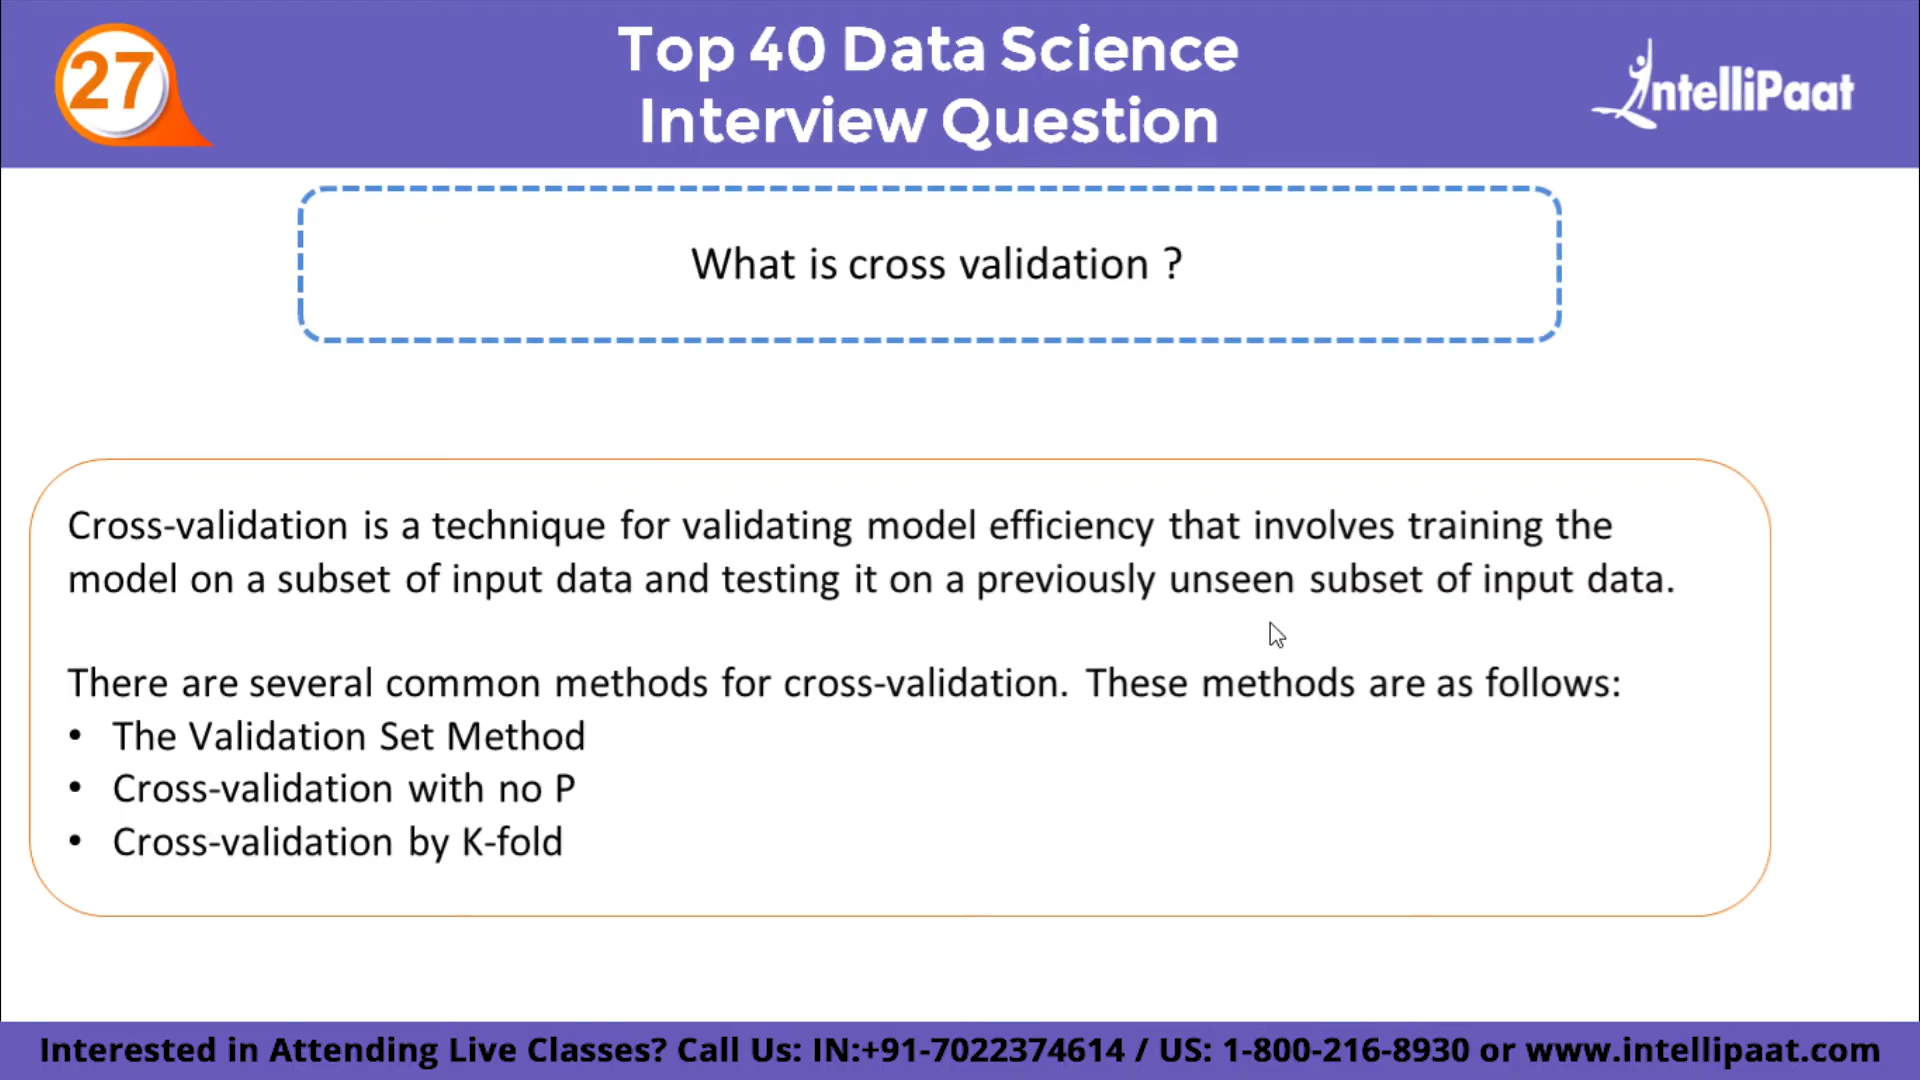 27
Top 40 Data Science
Interview Question
IntelliPaat
What is cross validation ?
Cross-validation is a technique for validating model efficiency that involves training the
model on a subset of input data and testing it on a previously unseen subset of input data.
There are several common methods for cross-validation. These methods are as follows:
• The Validation Set Method
• Cross-validation with no P
• Cross-validation by K-fold
Interested in Attending Live Classes? Call Us: IN:+91-7022374614 / US: 1-800-216-8930 or www.intellipaat.com